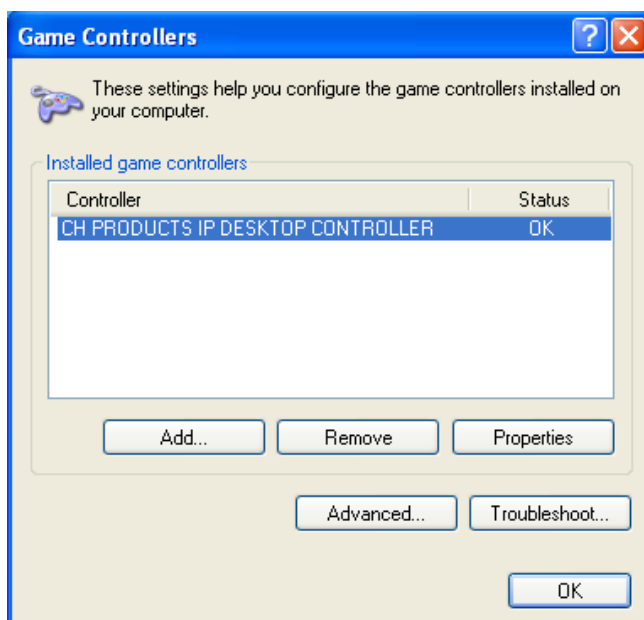 Game Controllers
These settings help you configure the game controllers installed on
your computer.
Installed game controllers
Controller Status
CH PRODUCTS IP DESKTOP CONTROLLER OK
Add... Remove Properties
Advanced... Troubleshoot...
OK